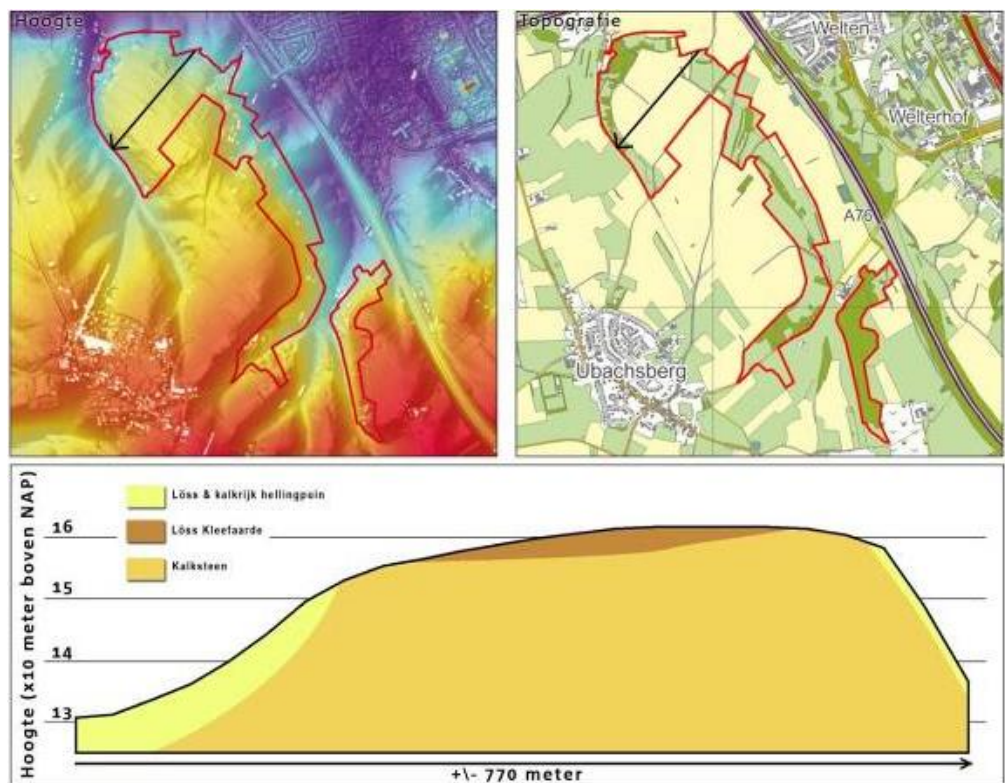 Hoogte
Topografie
Welten
Welterhof
A76
Ubachsberg
Hoogte (x10 meter boven NAP)
Löss & kalkrijk hellingpuin
Löss Kleefaarde
Kalksteen
16
15
14
13
+\- 770 meter